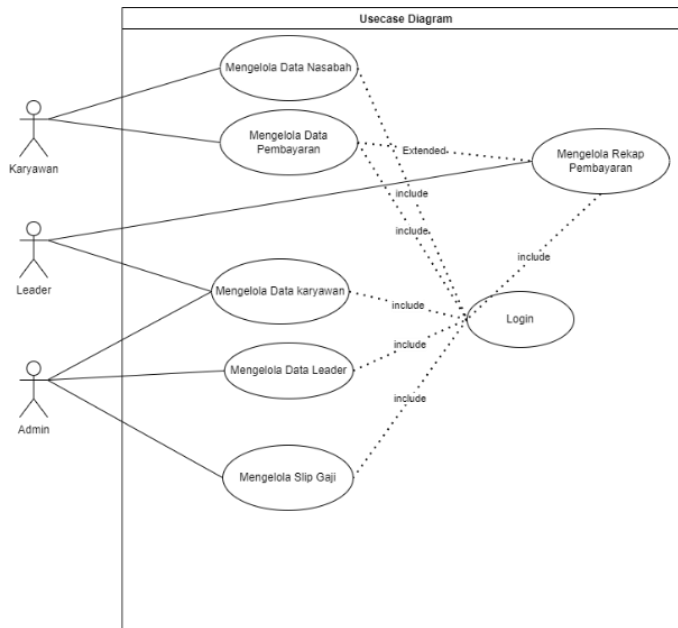 Usecase Diagram
Mengelola Data Nasabah
Karyawan
Mengelola Data
Pembayaran
Extended
Mengelola Rekap
Pembayaran
include
include
Leader
include
Mengelola Data karyawan
include
Login
Admin
Mengelola Data Leader
include
include
Mengelola Slip Gaji